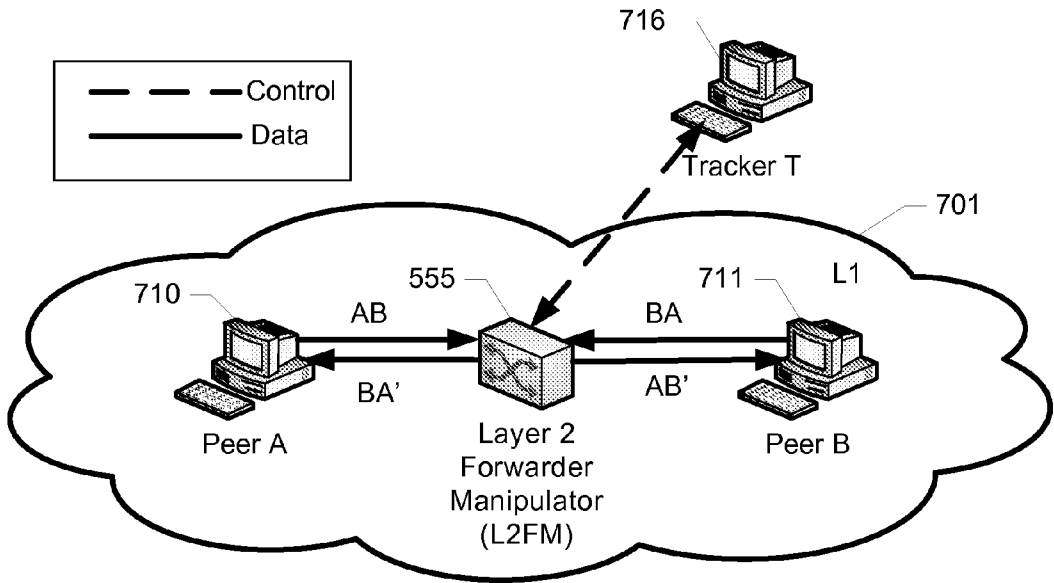 716
Control
Data
Tracker T
701
L1
710
555
711
AB
BA
BA’
AB’
Peer A
Layer 2
Forwarder
Manipulator
(L2FM)
Peer B